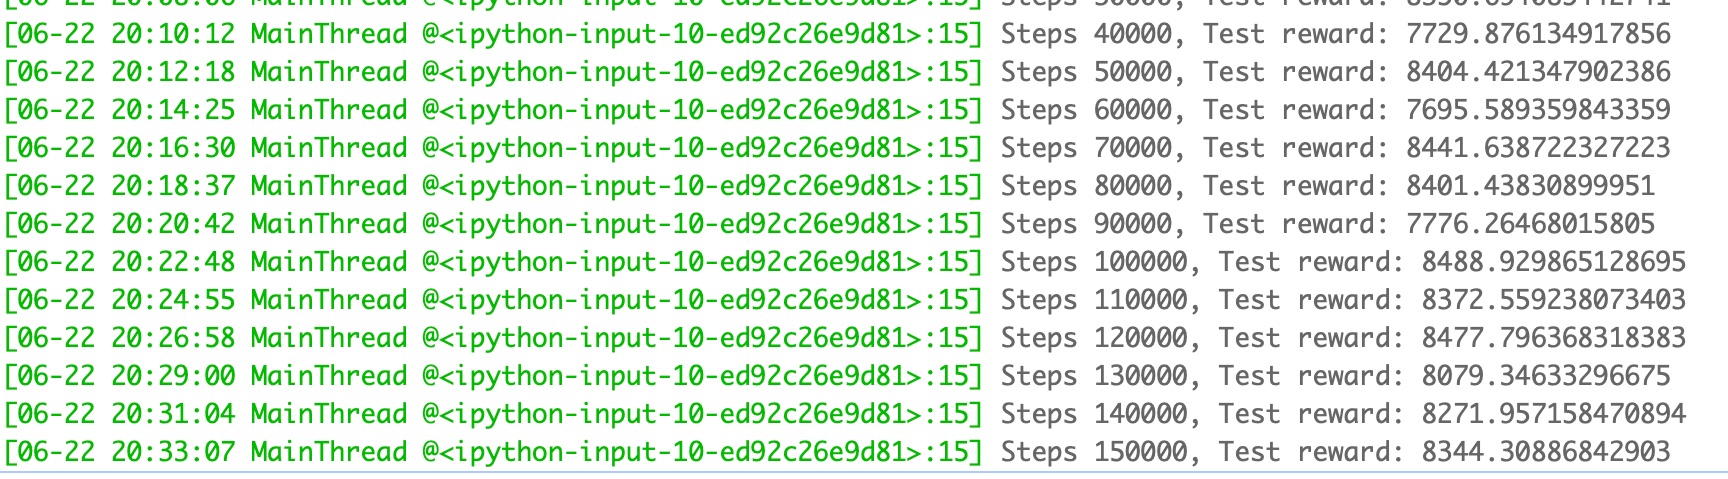 [06-22 20:10:12 MainThread @<ipython-input-10-ed92c26e9d81>:15] Steps 40000, Test reward: 7729.876134917856
[06-22 20:12:18 MainThread @<ipython-input-10-ed92c26e9d81>:15] Steps 50000, Test reward: 8404.421347902386
[06-22 20:14:25 MainThread @<ipython-input-10-ed92c26e9d81>:15] Steps 60000, Test reward: 7695.589359843359
[06-22 20:16:30 MainThread @<ipython-input-10-ed92c26e9d81>:15] Steps 70000, Test reward: 8441.638722327223
[06-22 20:18:37 MainThread @<ipython-input-10-ed92c26e9d81>:15] Steps 80000, Test reward: 8401.43830899951
[06-22 20:20:42 MainThread @<ipython-input-10-ed92c26e9d81>:15] Steps 90000, Test reward: 7776.26468015805
[06-22 20:22:48 MainThread @<ipython-input-10-ed92c26e9d81>:15] Steps 100000, Test reward: 8488.929865128695
[06-22 20:24:55 MainThread @<ipython-input-10-ed92c26e9d81>:15] Steps 110000, Test reward: 8372.559238073403
[06-22 20:26:58 MainThread @<ipython-input-10-ed92c26e9d81>:15] Steps 120000, Test reward: 8477.796368318383
[06-22 20:29:00 MainThread @<ipython-input-10-ed92c26e9d81>:15] Steps 130000, Test reward: 8079.34633296675
[06-22 20:31:04 MainThread @<ipython-input-10-ed92c26e9d81>:15] Steps 140000, Test reward: 8271.957158470894
[06-22 20:33:07 MainThread @<ipython-input-10-ed92c26e9d81>:15] Steps 150000, Test reward: 8344.30886842903